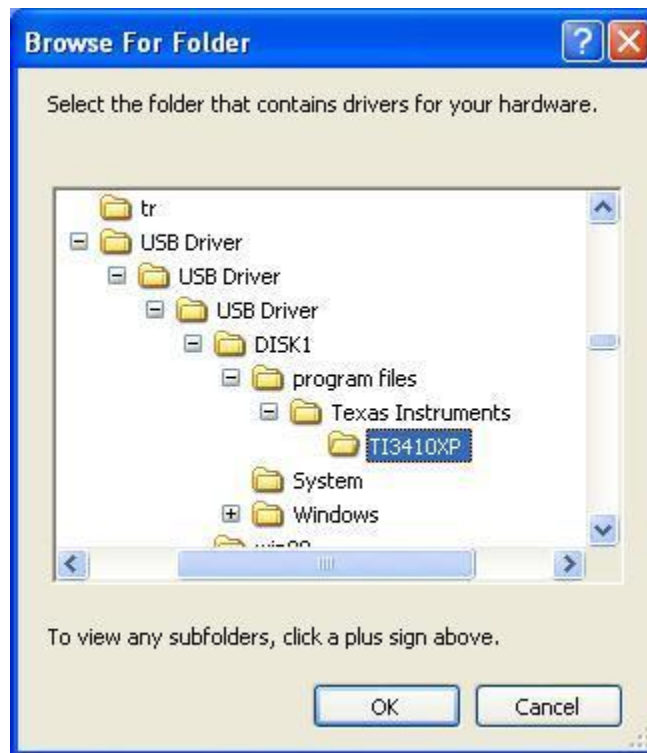 Browse For Folder
Select the folder that contains drivers for your hardware.
tr
USB Driver
USB Driver
USB Driver
DISK1
program files
Texas Instruments
TI3410XP
System
Windows
To view any subfolders, click a plus sign above.
OK Cancel